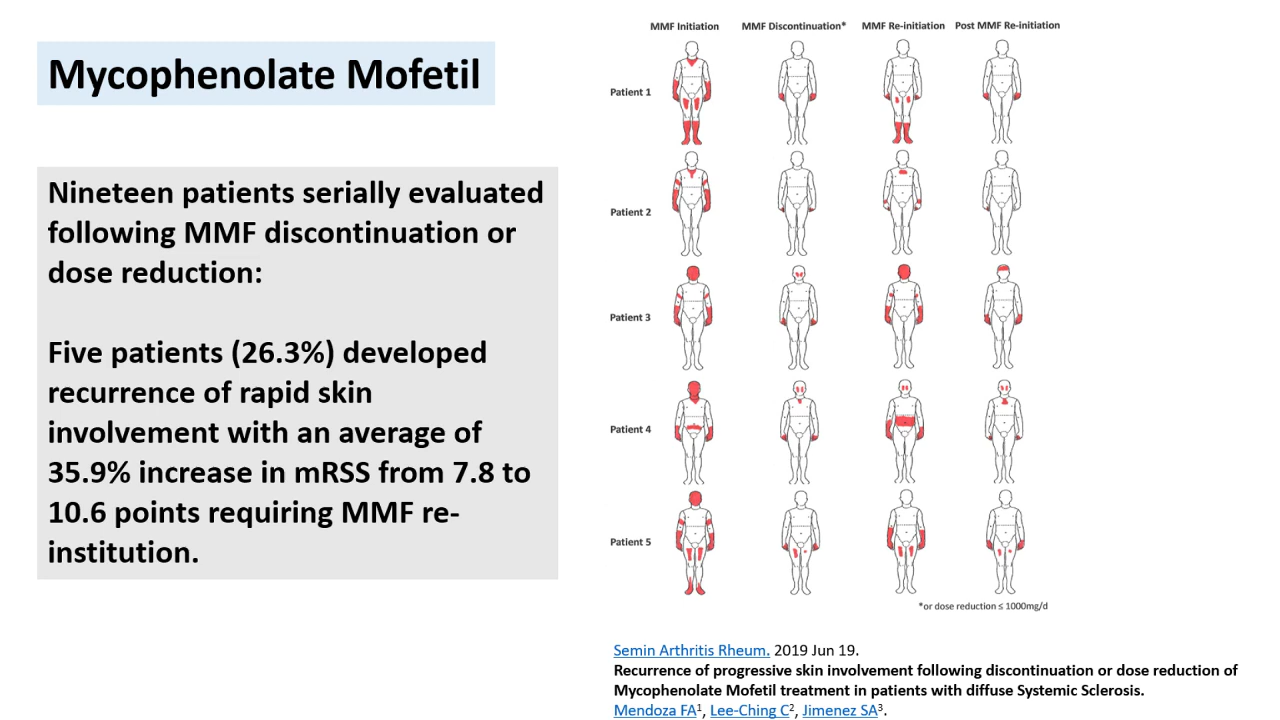 Mycophenolate Mofetil
Nineteen patients serially evaluated
following MMF discontinuation or
dose reduction:
Five patients (26.3%) developed
recurrence of rapid skin
involvement with an average of
35.9% increase in mRSS from 7.8 to
10.6 points requiring MMF re-
institution.
MMF Initiation MMF Discontinuation* MMF Re-initiation Post MMF Re-initiation
Patient 1
Patient 2
Patient 3
Patient 4
Patient 5
*or dose reduction ≤ 1000mg/d
Semin Arthritis Rheum. 2019 Jun 19.
Recurrence of progressive skin involvement following discontinuation or dose reduction of
Mycophenolate Mofetil treatment in patients with diffuse Systemic Sclerosis.
Mendoza FA¹, Lee-Ching C², Jimenez SA³.